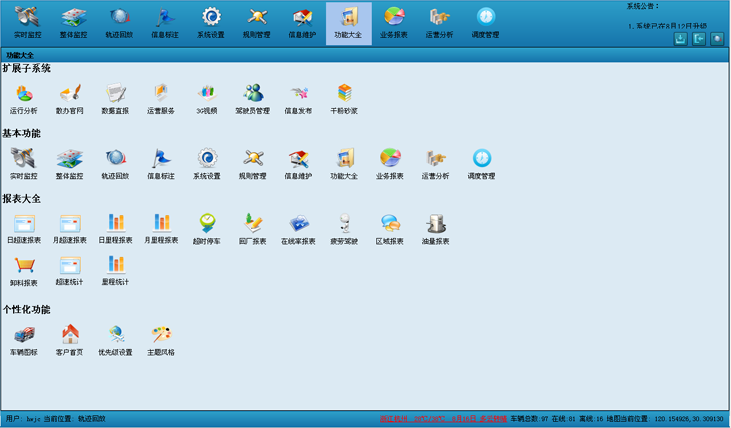 系统公告：
实时监控 整体监控 轨迹回放 信息标注 系统设置 规则管理 信息维护 功能大全 业务报表 运营分析 调度管理
1.系统已在8月12日升级
功能大全
扩展子系统
运行分析 散办官网 数据直报 运营服务 3G视频 驾驶员管理 信息发布 干粉砂浆
基本功能
实时监控 整体监控 轨迹回放 信息标注 系统设置 规则管理 信息维护 功能大全 业务报表 运营分析 调度管理
报表大全
日超速报表 月超速报表 日里程报表 月里程报表 超时停车 回厂报表 在线率报表 疲劳驾驶 区域报表 油量报表
卸料报表 超速统计 里程统计
个性化功能
车辆图标 客户首页 优先级设置 主题风格
用户: hejc 当前位置: 轨迹回放 车辆总数:97 在线:81 离线:16 地图当前位置: 120.154925,30.309130